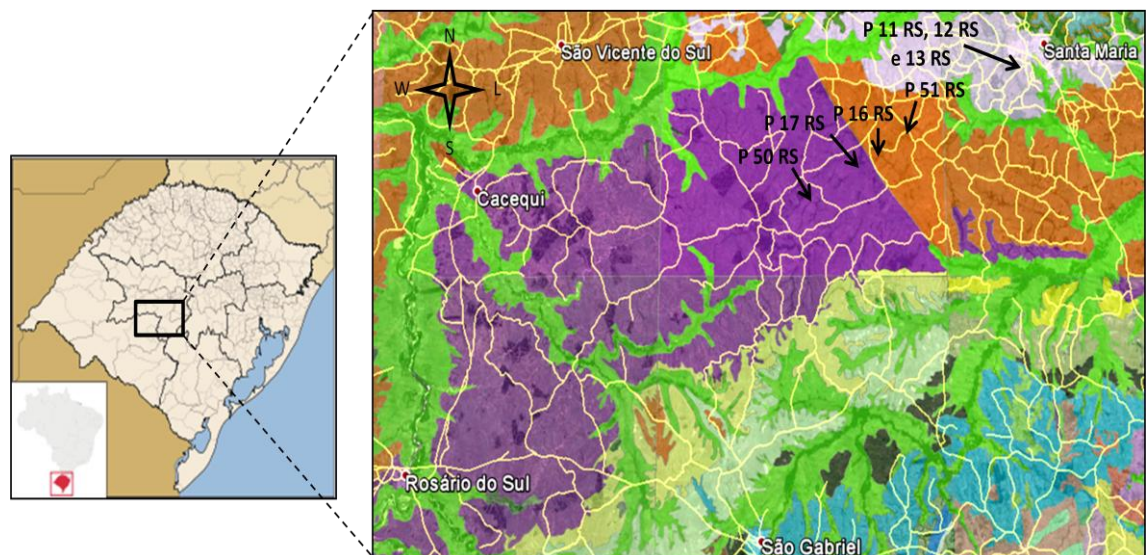 N
W
L
S
São Vicente do Sul
P 11 RS, 12 RS
e 13 RS
Santa Maria
P 51 RS
P 16 RS
P 17 RS
P 50 RS
Cacequi
Rosário do Sul
São Gabriel